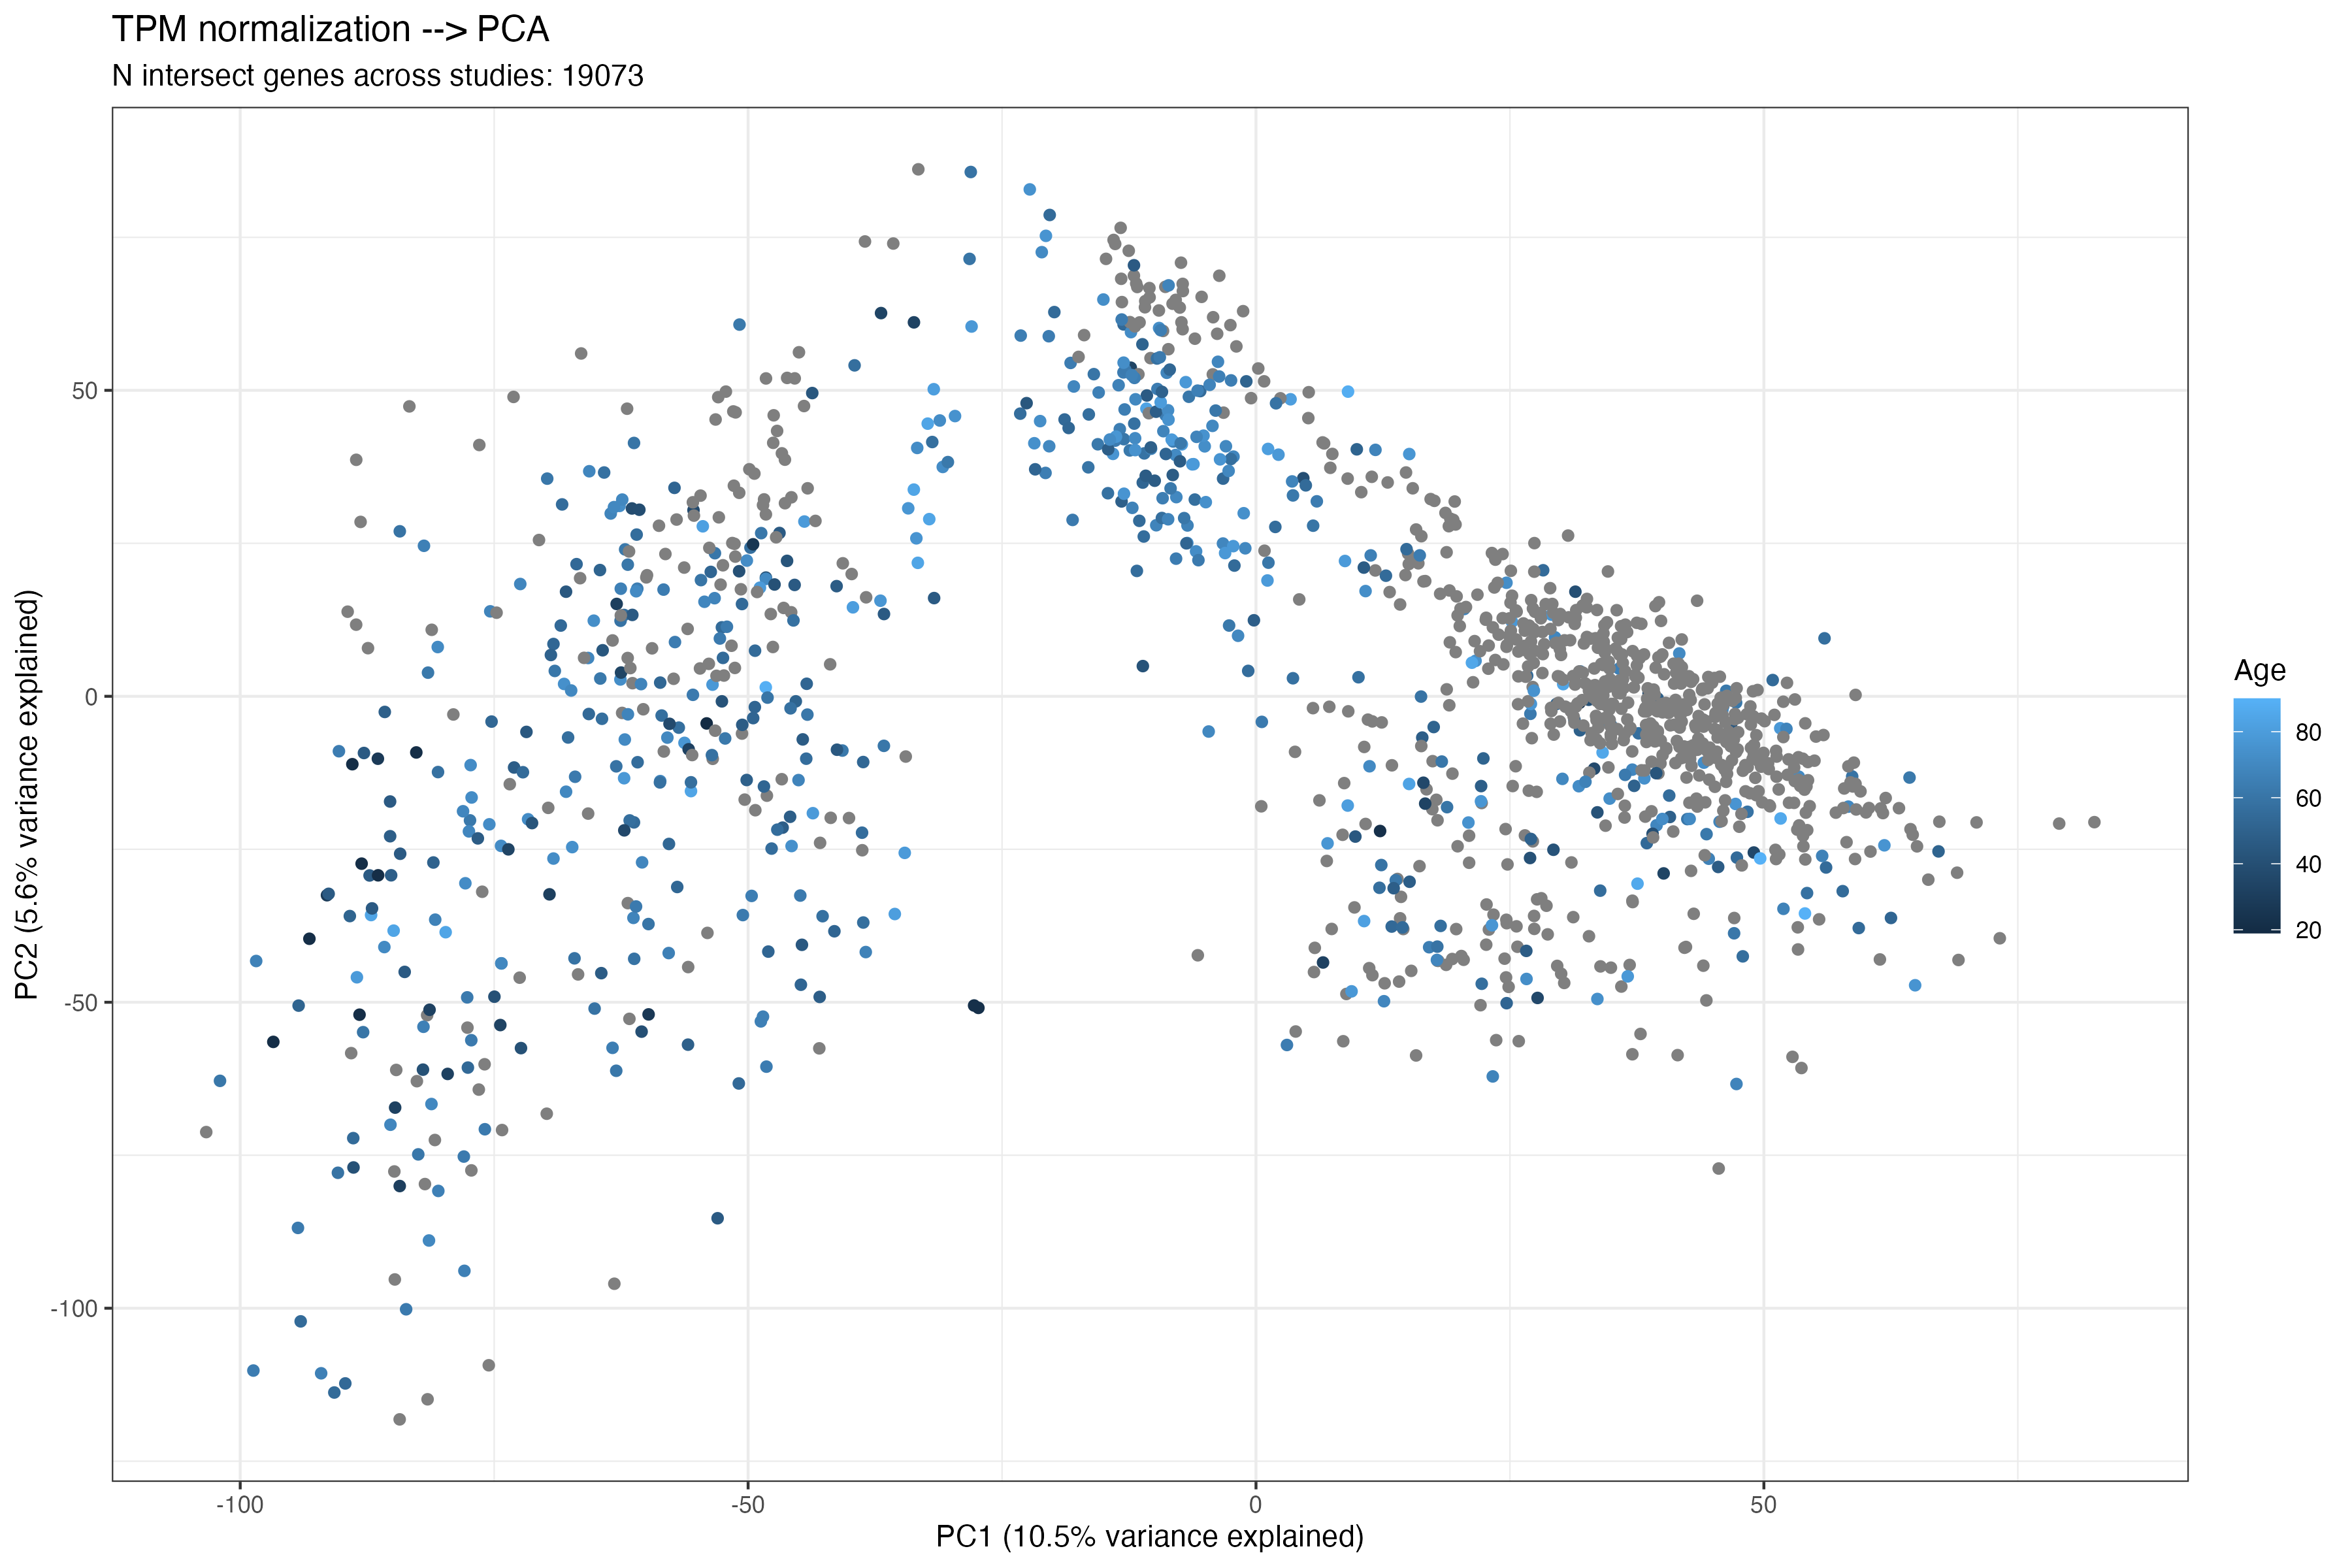 TPM normalization --> PCA
N intersect genes across studies: 19073
PC2 (5.6% variance explained)
50
0
-50
-100
-100
-50
0
50
PC1 (10.5% variance explained)
Age
80
60
40
20